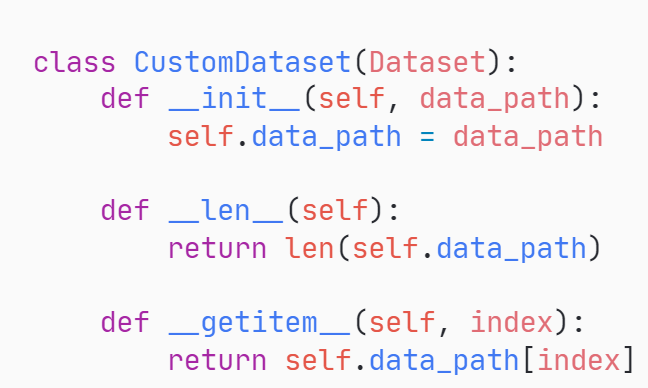 class CustomDataset(Dataset):
    def __init__(self, data_path):
        self.data_path = data_path

    def __len__(self):
        return len(self.data_path)

    def __getitem__(self, index):
        return self.data_path[index]